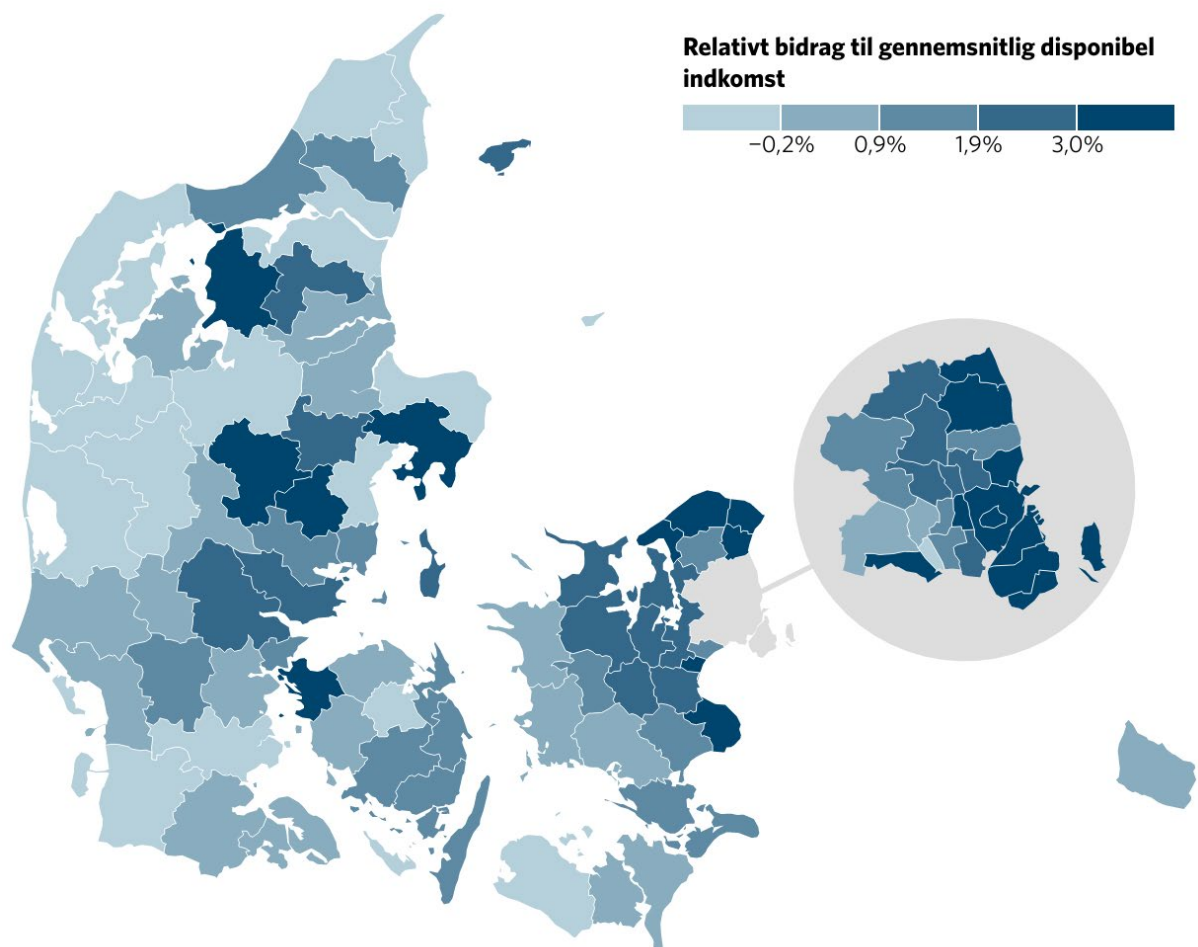 Relativt bidrag til gennemsnitlig disponibel
indkomst
−0,2% 0,9% 1,9% 3,0%